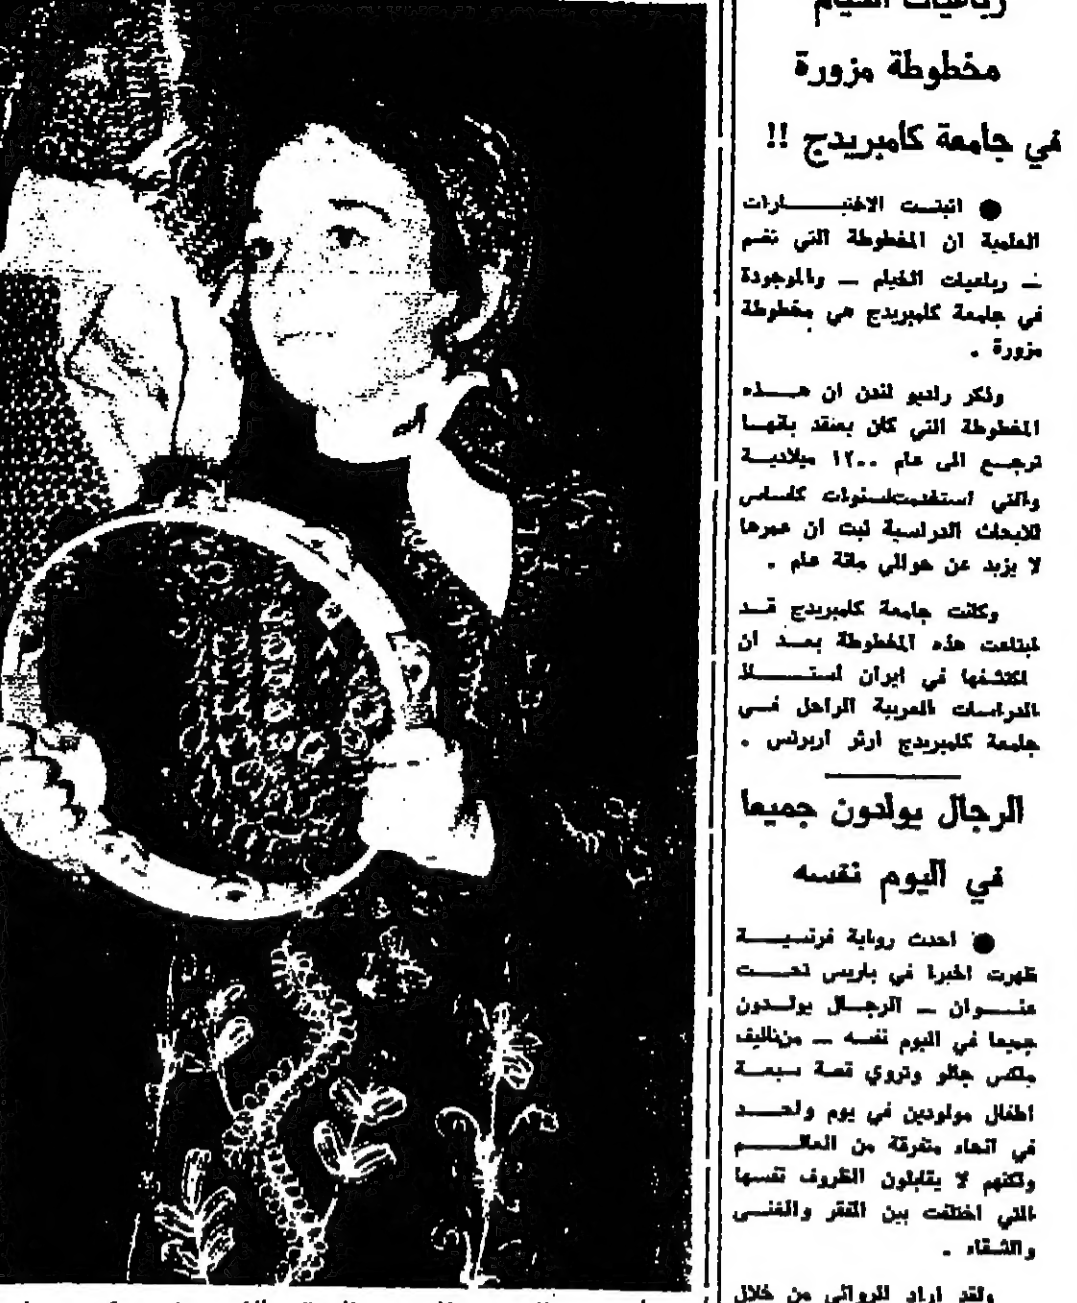 رباعيات الخيام
مخطوطة مزورة
في جامعة كامبريدج !!
● اثبتت الاختبارات
العلمية ان المخطوطة التي تضم
ـ رباعيات الخيام ـ والموجودة
في جامعة كامبريدج هي مخطوطة
مزورة .
وذكر راديو لندن ان هذه
المخطوطة التي كان يعتقد بانها
ترجع الى عام ١٢٠٠ ميلادية
والتي استخدمت لسنوات كاساس
للابحاث الدراسية ثبت ان عمرها
لا يزيد عن حوالي مائة عام .
وكانت جامعة كامبريدج قد
ابتاعت هذه المخطوطة بعد ان
اكتشفها في ايران استاذ
الدراسات العربية الراحل في
جامعة كامبريدج ارثر اربرتس .
الرجال يولدون جميعا
في اليوم نفسه
● احدث رواية فرنسية
ظهرت اخيرا في باريس تحت
عنوان ـ الرجال يولدون
جميعا في اليوم نفسه ـ من تاليف
ماكس جالو وتروي قصة سبعة
اطفال مولودين في يوم واحد
في انحاء متفرقة من العالم
ولكنهم لا يقابلون الظروف نفسها
التي اختلفت بين الفقر والغنى
والشقاء .
ولقد اراد الروائي من خلال